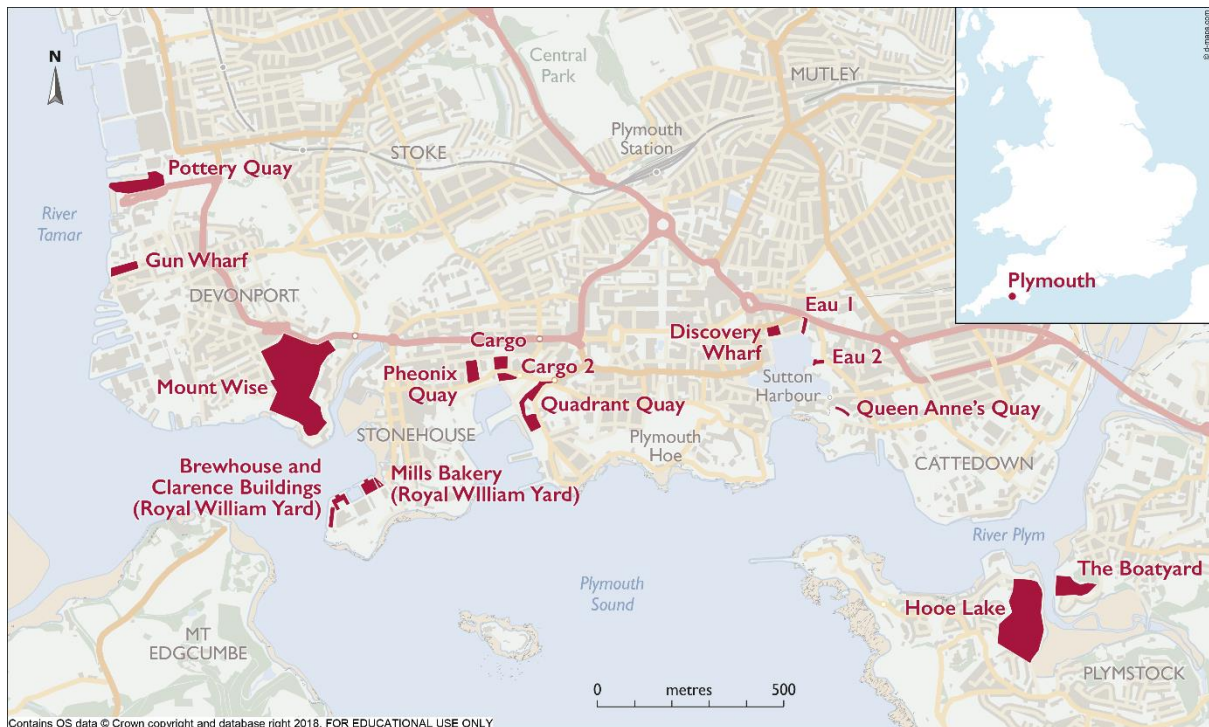 N
Central
Park
MUTLEY
© d-maps.com
Plymouth
Station
STOKE
Pottery Quay
River
Tamar
Gun Wharf
DEVONPORT
Plymouth
Eau 1
Discovery
Wharf
Cargo
Eau 2
Cargo 2
Pheonix
Quay
Mount Wise
Sutton
Harbour
Quadrant Quay
Queen Anne's Quay
STONEHOUSE
Plymouth
Hoe
CATTEDOWN
Brewhouse and
Clarence Buildings
(Royal William Yard)
Mills Bakery
(Royal WIlliam Yard)
River Plym
The Boatyard
Plymouth
Sound
Hooe Lake
MT
EDGCUMBE
PLYMSTOCK
0 metres 500
Contains OS data © Crown copyright and database right 2018. FOR EDUCATIONAL USE ONLY